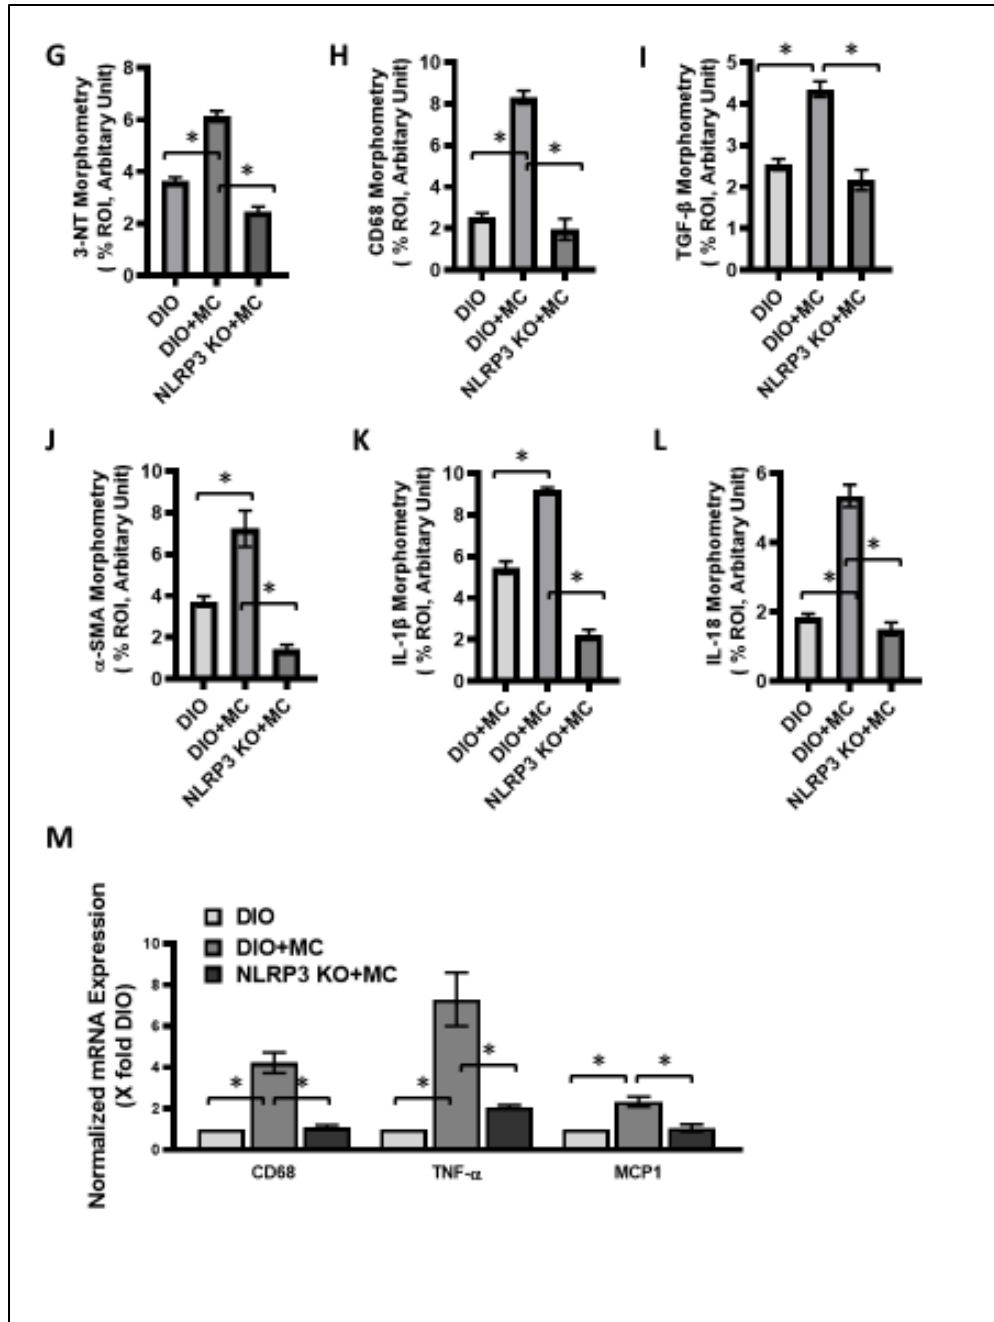 G
3-NT Morphometry
( % ROI, Arbitary Unit)
8
6
4
2
0
*
*
DIO
DIO+MC
NLRP3 KO+MC
H
CD68 Morphometry
( % ROI, Arbitary Unit)
10
8
6
4
2
0
*
*
DIO
DIO+MC
NLRP3 KO+MC
I
TGF-β Morphometry
( % ROI, Arbitary Unit)
5
4
3
2
1
0
*
*
DIO
DIO+MC
NLRP3 KO+MC
J
α-SMA Morphometry
( % ROI, Arbitary Unit)
10
8
6
4
2
0
*
*
DIO
DIO+MC
NLRP3 KO+MC
K
IL-1β Morphometry
( % ROI, Arbitary Unit)
10
8
6
4
2
0
*
*
DIO+MC
DIO+MC
NLRP3 KO+MC
L
IL-18 Morphometry
( % ROI, Arbitary Unit)
6
4
2
0
*
*
DIO
DIO+MC
NLRP3 KO+MC
M
Normalized mRNA Expression
(X fold DIO)
DIO
DIO+MC
NLRP3 KO+MC
10
8
6
4
2
0
*
*
*
*
*
*
CD68
TNF-α
MCP1